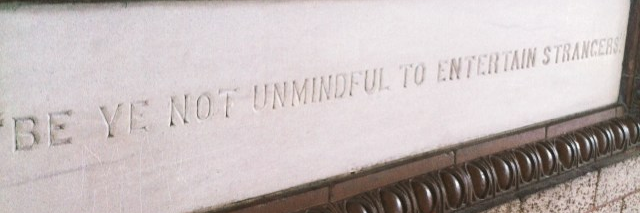 "BE YE NOT UNMINDFUL TO ENTERTAIN STRANGERS.